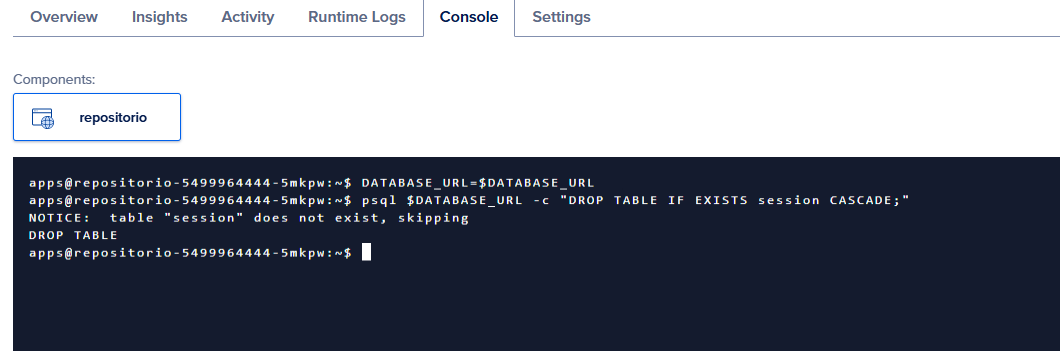 Overview Insights Activity Runtime Logs Console Settings
Components:
repositorio
apps@repositorio-5499964444-5mkpw:~$ DATABASE_URL=$DATABASE_URL
apps@repositorio-5499964444-5mkpw:~$ psql $DATABASE_URL -c "DROP TABLE IF EXISTS session CASCADE;"
NOTICE:  table "session" does not exist, skipping
DROP TABLE
apps@repositorio-5499964444-5mkpw:~$